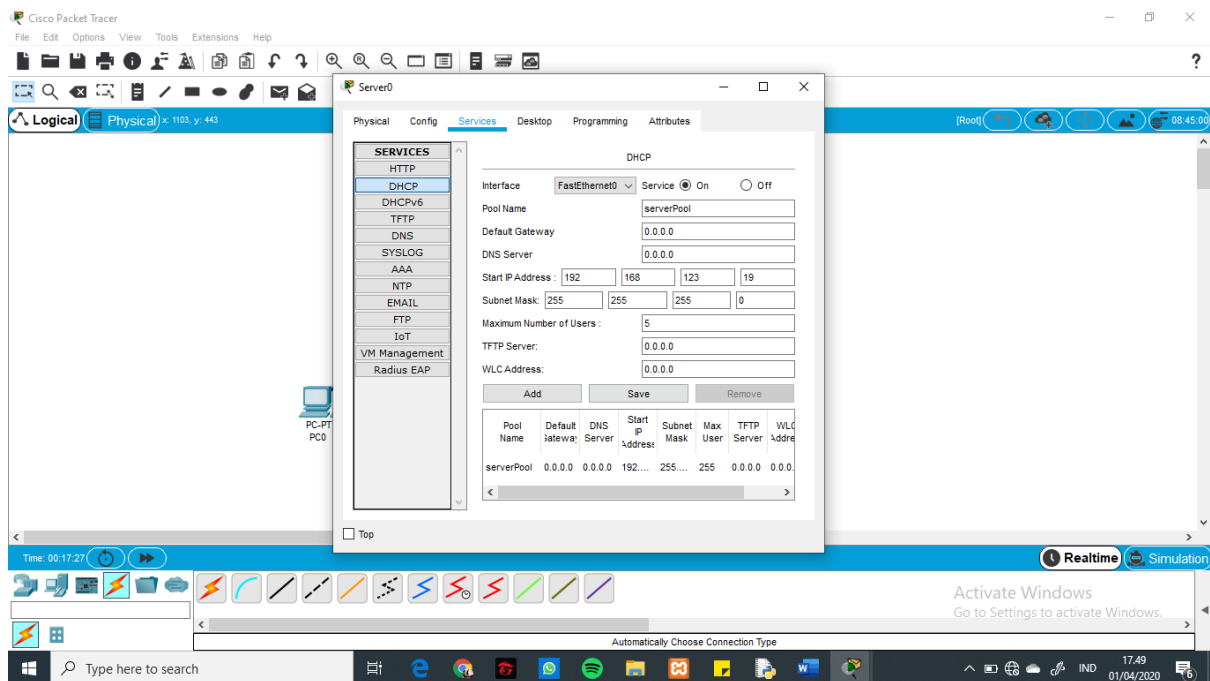 Cisco Packet Tracer
File Edit Options View Tools Extensions Help
?
Server0
Logical Physical x: 1103, y: 443
[Root] 08:45:00
Physical Config Services Desktop Programming Attributes
SERVICES
HTTP
DHCP
DHCPv6
TFTP
DNS
SYSLOG
AAA
NTP
EMAIL
FTP
IoT
VM Management
Radius EAP
DHCP
Interface FastEthernet0 Service On Off
Pool Name serverPool
Default Gateway 0.0.0.0
DNS Server 0.0.0.0
Start IP Address : 192 168 123 19
Subnet Mask: 255 255 255 0
Maximum Number of Users : 5
TFTP Server: 0.0.0.0
WLC Address: 0.0.0.0
Add Save Remove
Pool Name Default Gateway DNS Server Start IP Address Subnet Mask Max User TFTP Server WLC Addre
serverPool 0.0.0.0 0.0.0.0 192.... 255.... 255 0.0.0.0 0.0.0.
PC-PT
PC0
Top
Time: 00:17:27
Realtime Simulation
Activate Windows
Go to Settings to activate Windows.
Automatically Choose Connection Type
Type here to search
IND
17.49
01/04/2020
6